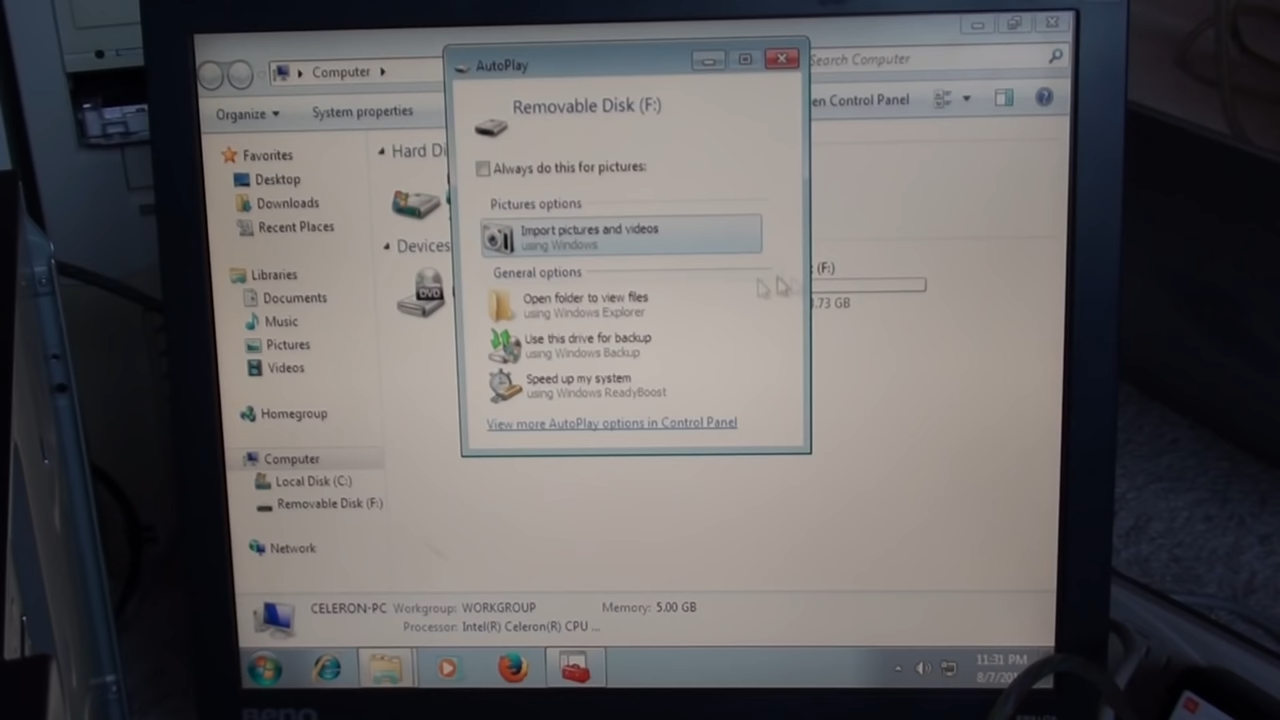 Computer
Search Computer
Organize
System properties
en Control Panel
AutoPlay
Removable Disk (F:)
Always do this for pictures:
Pictures options
Import pictures and videos
using Windows
General options
Open folder to view files
using Windows Explorer
Use this drive for backup
using Windows Backup
Speed up my system
using Windows ReadyBoost
View more AutoPlay options in Control Panel
Favorites
Desktop
Downloads
Recent Places
Libraries
Documents
Music
Pictures
Videos
Homegroup
Computer
Local Disk (C:)
Removable Disk (F:)
Network
Hard Di
Devices
DVD
(F:)
.73 GB
CELERON-PC Workgroup: WORKGROUP Memory: 5.00 GB
Processor: Intel(R) Celeron(R) CPU ...
11:31 PM
8/7/20
BenQ